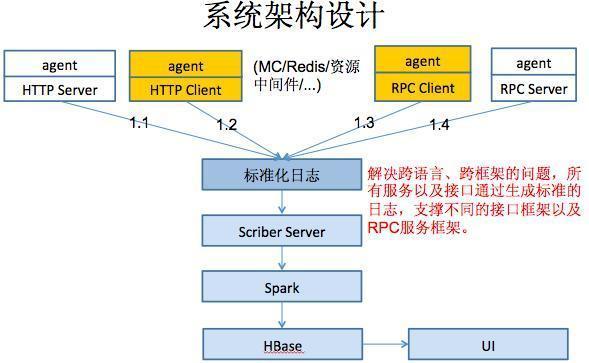 系统架构设计
agent
HTTP Server
agent
HTTP Client
(MC/Redis/资源
中间件/...)
agent
RPC Client
agent
RPC Server
1.1
1.2
1.3
1.4
标准化日志
解决跨语言、跨框架的问题，所
有服务以及接口通过生成标准的
日志，支撑不同的接口框架以及
RPC服务框架。
Scriber Server
Spark
HBase
UI